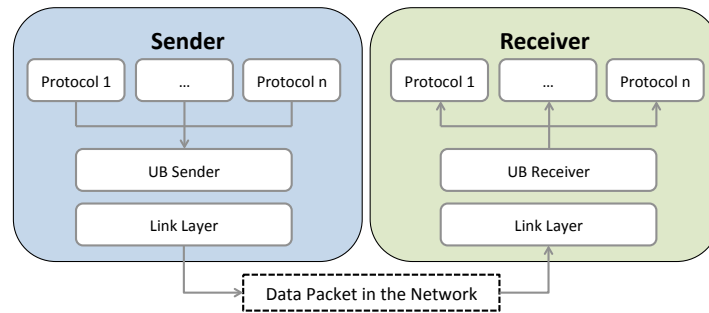 Sender
Protocol 1
...
Protocol n
UB Sender
Link Layer
Receiver
Protocol 1
...
Protocol n
UB Receiver
Link Layer
Data Packet in the Network